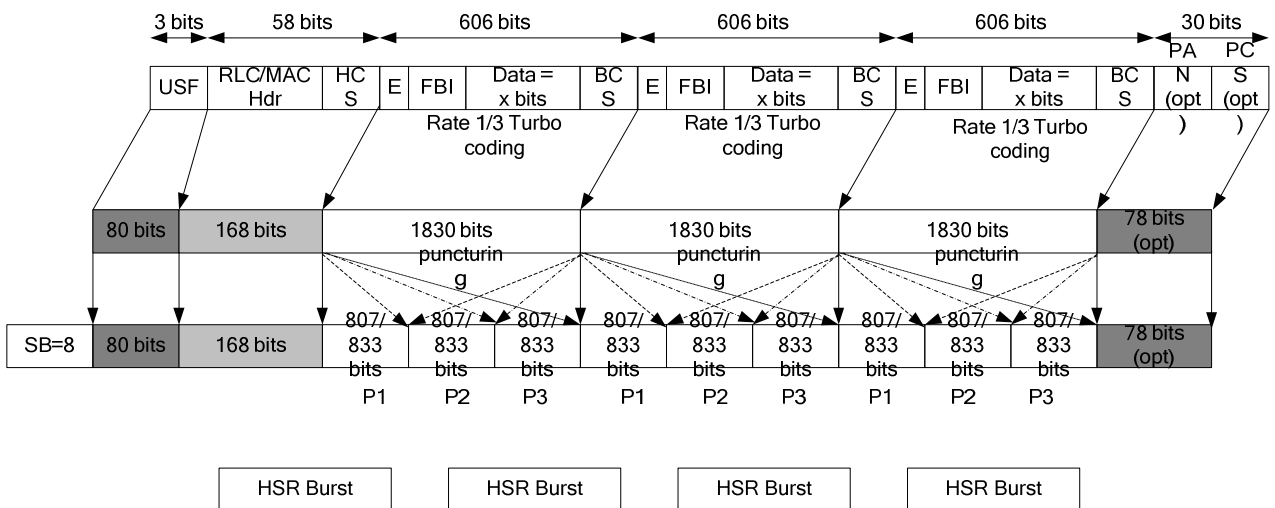 3 bits 58 bits 606 bits 606 bits 606 bits 30 bits
USF RLC/MAC Hdr HC S E FBI Data = x bits BC S E FBI Data = x bits BC S E FBI Data = x bits BC S PA N (opt ) PC S (opt )
Rate 1/3 Turbo coding Rate 1/3 Turbo coding Rate 1/3 Turbo coding
80 bits 168 bits 1830 bits 1830 bits 1830 bits 78 bits (opt)
puncturin g puncturin g puncturin g
SB=8 80 bits 168 bits 807/ 833 bits 807/ 833 bits 807/ 833 bits 807/ 833 bits 807/ 833 bits 807/ 833 bits 807/ 833 bits 807/ 833 bits 807/ 833 bits 78 bits (opt)
P1 P2 P3 P1 P2 P3 P1 P2 P3
HSR Burst HSR Burst HSR Burst HSR Burst